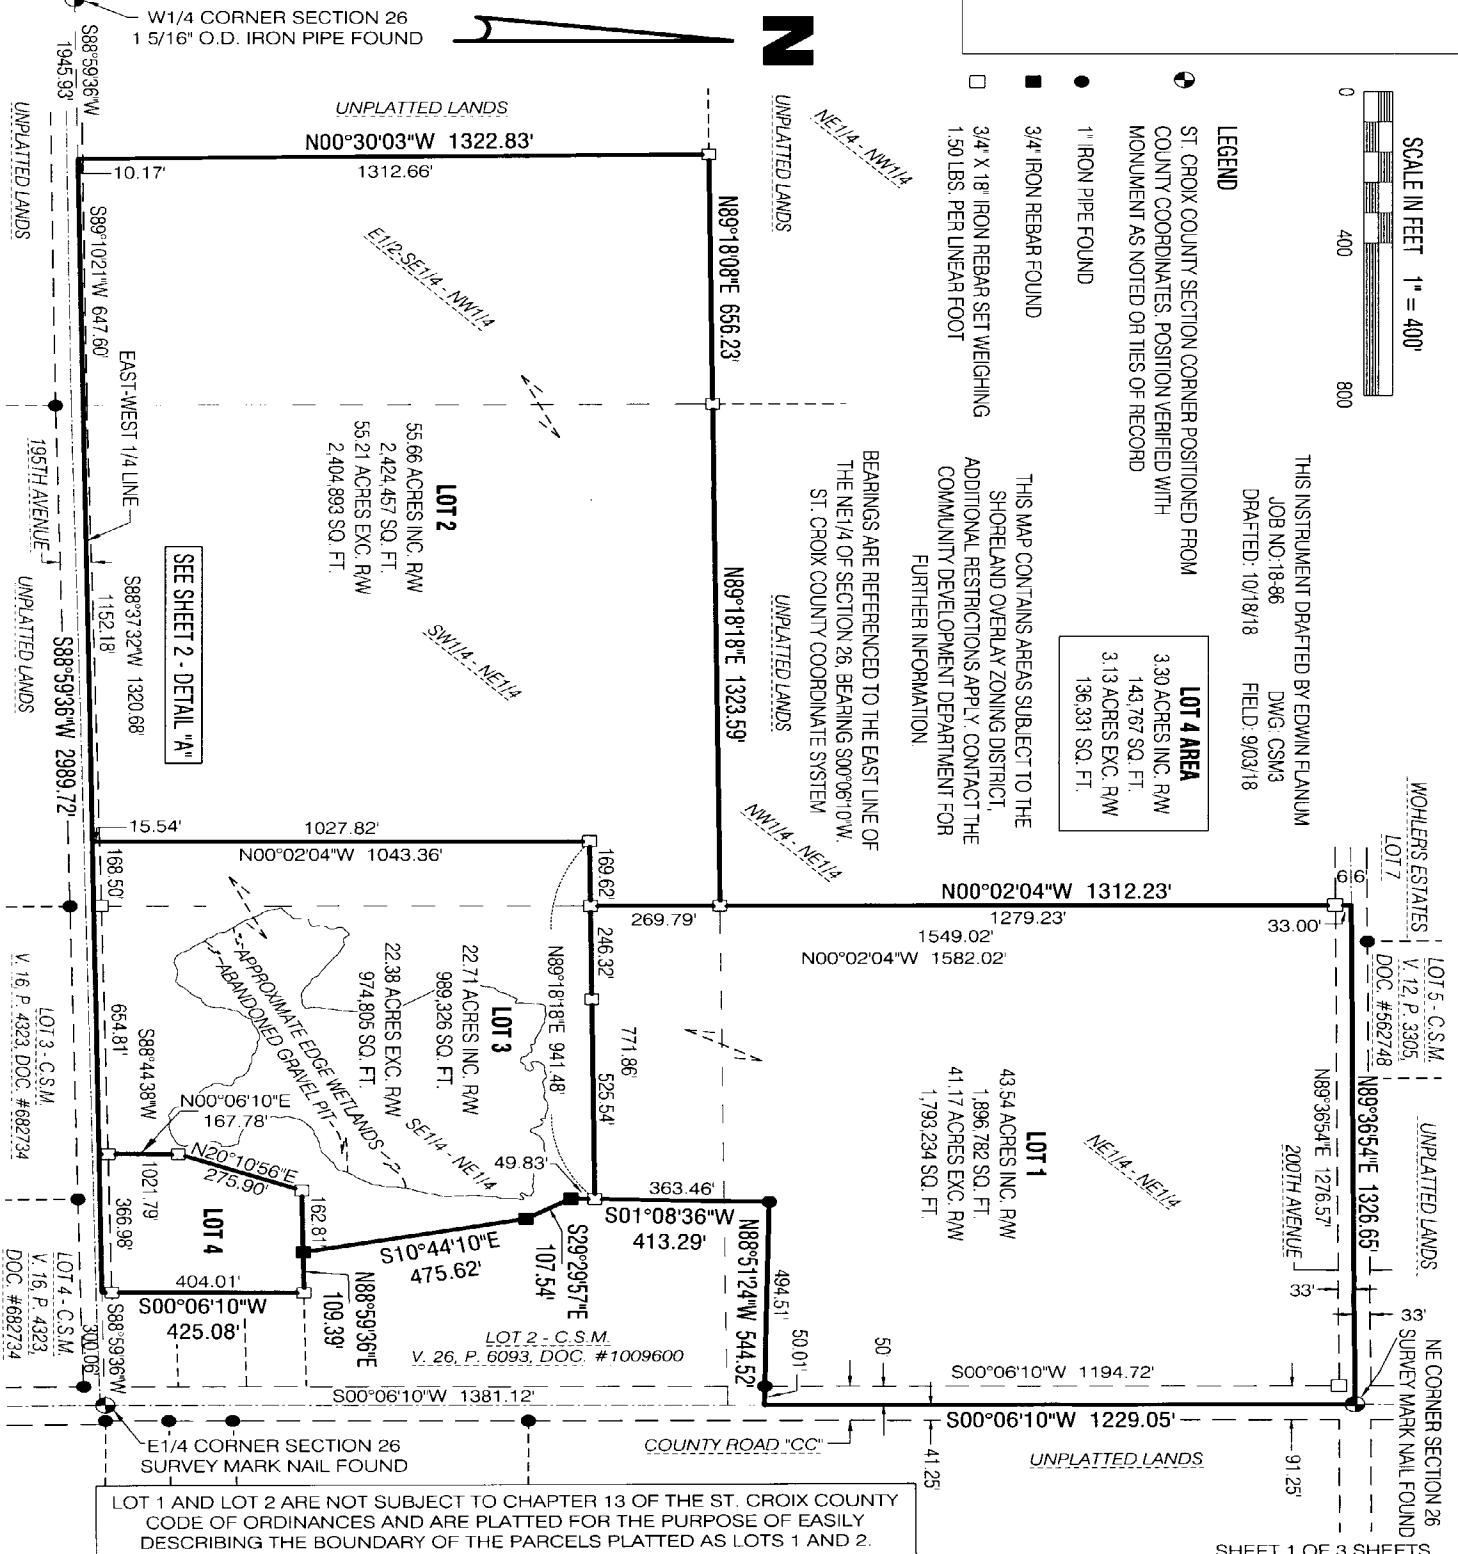 W1/4 CORNER SECTION 26
1 5/16" O.D. IRON PIPE FOUND
N
SCALE IN FEET 1" = 400'
0
400
800
LEGEND
ST. CROIX COUNTY SECTION CORNER POSITIONED FROM
COUNTY COORDINATES. POSITION VERIFIED WITH
MONUMENT AS NOTED OR TIES OF RECORD
1" IRON PIPE FOUND
3/4" IRON REBAR FOUND
3/4" X 18" IRON REBAR SET WEIGHING
1.50 LBS. PER LINEAR FOOT
THIS INSTRUMENT DRAFTED BY EDWIN FLANUM
JOB NO:18-86 DWG: CSM3
DRAFTED: 10/18/18 FIELD: 9/03/18
LOT 4 AREA
3.30 ACRES INC. R/W
143,767 SQ. FT.
3.13 ACRES EXC. R/W
136,331 SQ. FT.
THIS MAP CONTAINS AREAS SUBJECT TO THE
SHORELAND OVERLAY ZONING DISTRICT,
ADDITIONAL RESTRICTIONS APPLY. CONTACT THE
COMMUNITY DEVELOPMENT DEPARTMENT FOR
FURTHER INFORMATION.
BEARINGS ARE REFERENCED TO THE EAST LINE OF
THE NE1/4 OF SECTION 26, BEARING S00°06'10"W.
ST. CROIX COUNTY COORDINATE SYSTEM
S88°59'36"W
1945.93'
UNPLATTED LANDS
UNPLATTED LANDS
N00°30'03"W 1322.83'
1312.66'
10.17'
UNPLATTED LANDS
NE1/4 - NW1/4
N89°18'08"E 656.23'
S89°10'21"W 647.60'
E1/2-SE1/4 - NW1/4
EAST-WEST 1/4 LINE
195TH AVENUE
LOT 2
55.66 ACRES INC. R/W
2,424,457 SQ. FT.
55.21 ACRES EXC. R/W
2,404,893 SQ. FT.
SEE SHEET 2 - DETAIL "A"
S88°37'32"W 1320.68'
1152.18'
UNPLATTED LANDS
S88°59'36"W 2989.72'
SW1/4 - NE1/4
N89°18'18"E 1323.59'
UNPLATTED LANDS
NW1/4 - NE1/4
WOHLER'S ESTATES
LOT 7
15.54'
1027.82'
N00°02'04"W 1043.36'
168.50'
169.62'
269.79'
N00°02'04"W 1312.23'
1279.23'
1549.02'
N00°02'04"W 1582.02'
66'
33.00'
LOT 5 - C.S.M.
V. 12, P. 3305,
DOC. #562748
UNPLATTED LANDS
N89°36'54"E 1326.65'
N89°36'54"E 1276.57'
200TH AVENUE
33'
33'
246.32'
N89°18'18"E 941.48'
771.86'
525.54'
LOT 3
22.71 ACRES INC. R/W
989,326 SQ. FT.
22.38 ACRES EXC. R/W
974,805 SQ. FT.
APPROXIMATE EDGE WETLANDS
ABANDONED GRAVEL PIT
SE1/4 - NE1/4
LOT 1
43.54 ACRES INC. R/W
1,896,782 SQ. FT.
41.17 ACRES EXC. R/W
1,793,234 SQ. FT.
NE1/4 - NE1/4
654.81'
S88°44'38"W
1021.79'
366.98'
LOT 3 - C.S.M.
V. 16, P. 4323, DOC. #682734
N00°06'10"E
167.78'
N20°10'56"E
275.90'
162.81'
LOT 4
404.01'
S00°06'10"W
425.08'
49.83'
363.46'
S01°08'36"W
413.29'
S29°29'57"E
107.54'
S10°44'10"E
475.62'
N88°59'36"E
109.39'
N88°51'24"W 544.52'
494.51'
50.01'
50'
LOT 2 - C.S.M.
V. 26, P. 6093, DOC. #1009600
LOT 4 - C.S.M.
V. 16, P. 4323,
DOC. #682734
S88°59'36"W
300.06'
S00°06'10"W 1381.12'
S00°06'10"W 1194.72'
S00°06'10"W 1229.05'
COUNTY ROAD "CC"
UNPLATTED LANDS
41.25'
91.25'
NE CORNER SECTION 26
SURVEY MARK NAIL FOUND
E1/4 CORNER SECTION 26
SURVEY MARK NAIL FOUND
LOT 1 AND LOT 2 ARE NOT SUBJECT TO CHAPTER 13 OF THE ST. CROIX COUNTY
CODE OF ORDINANCES AND ARE PLATTED FOR THE PURPOSE OF EASILY
DESCRIBING THE BOUNDARY OF THE PARCELS PLATTED AS LOTS 1 AND 2.
SHEET 1 OF 3 SHEETS